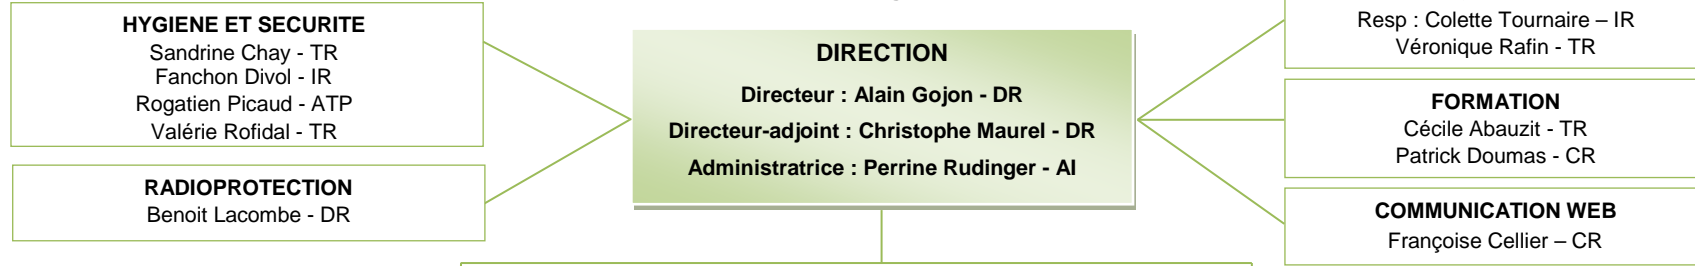 HYGIENE ET SECURITE
Sandrine Chay - TR
Fanchon Divol - IR
Rogatien Picaud - ATP
Valérie Rofidal - TR
RADIOPROTECTION
Benoit Lacombe - DR
DIRECTION
Directeur : Alain Gojon - DR
Directeur-adjoint : Christophe Maurel - DR
Administratrice : Perrine Rudinger - AI
Resp : Colette Tournaire – IR
Véronique Rafin - TR
FORMATION
Cécile Abauzit - TR
Patrick Doumas - CR
COMMUNICATION WEB
Françoise Cellier – CR